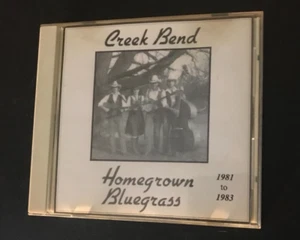 Creek Bend
Homegrown
Bluegrass
1981
to
1983